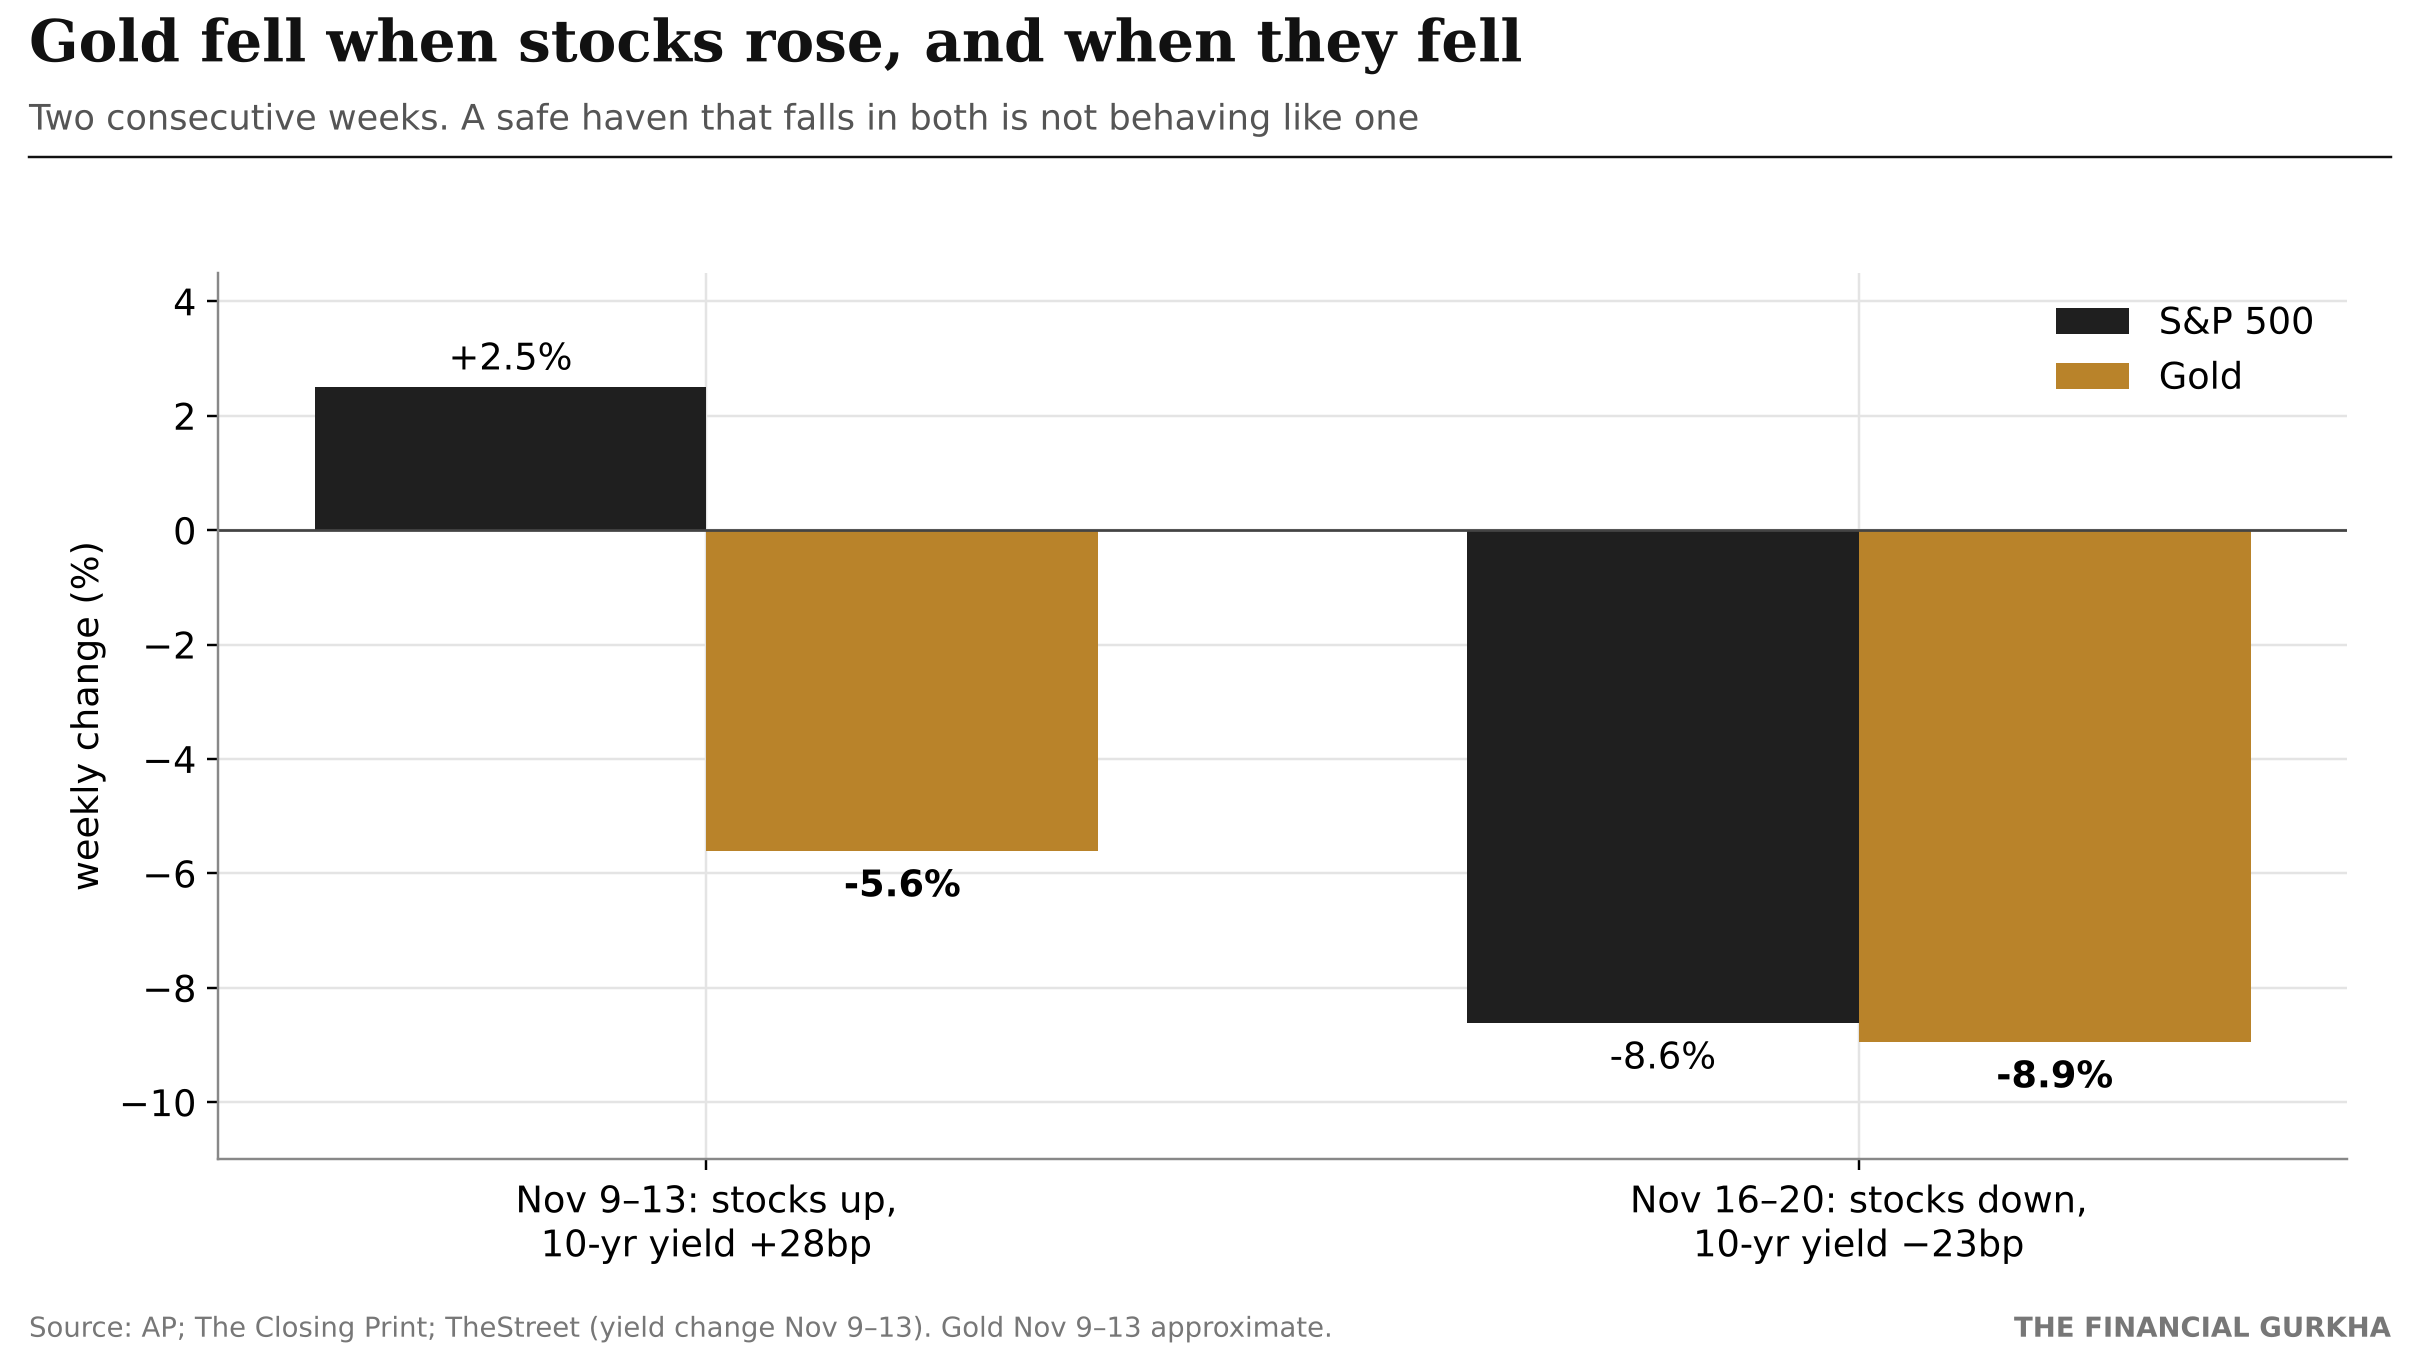 Gold fell when stocks rose, and when they fell
Two consecutive weeks. A safe haven that falls in both is not behaving like one
weekly change (%)
4
2
0
−2
−4
−6
−8
−10
+2.5%
-5.6%
-8.6%
-8.9%
S&P 500
Gold
Nov 9–13: stocks up,
10-yr yield +28bp
Nov 16–20: stocks down,
10-yr yield −23bp
Source: AP; The Closing Print; TheStreet (yield change Nov 9–13). Gold Nov 9–13 approximate.
THE FINANCIAL GURKHA